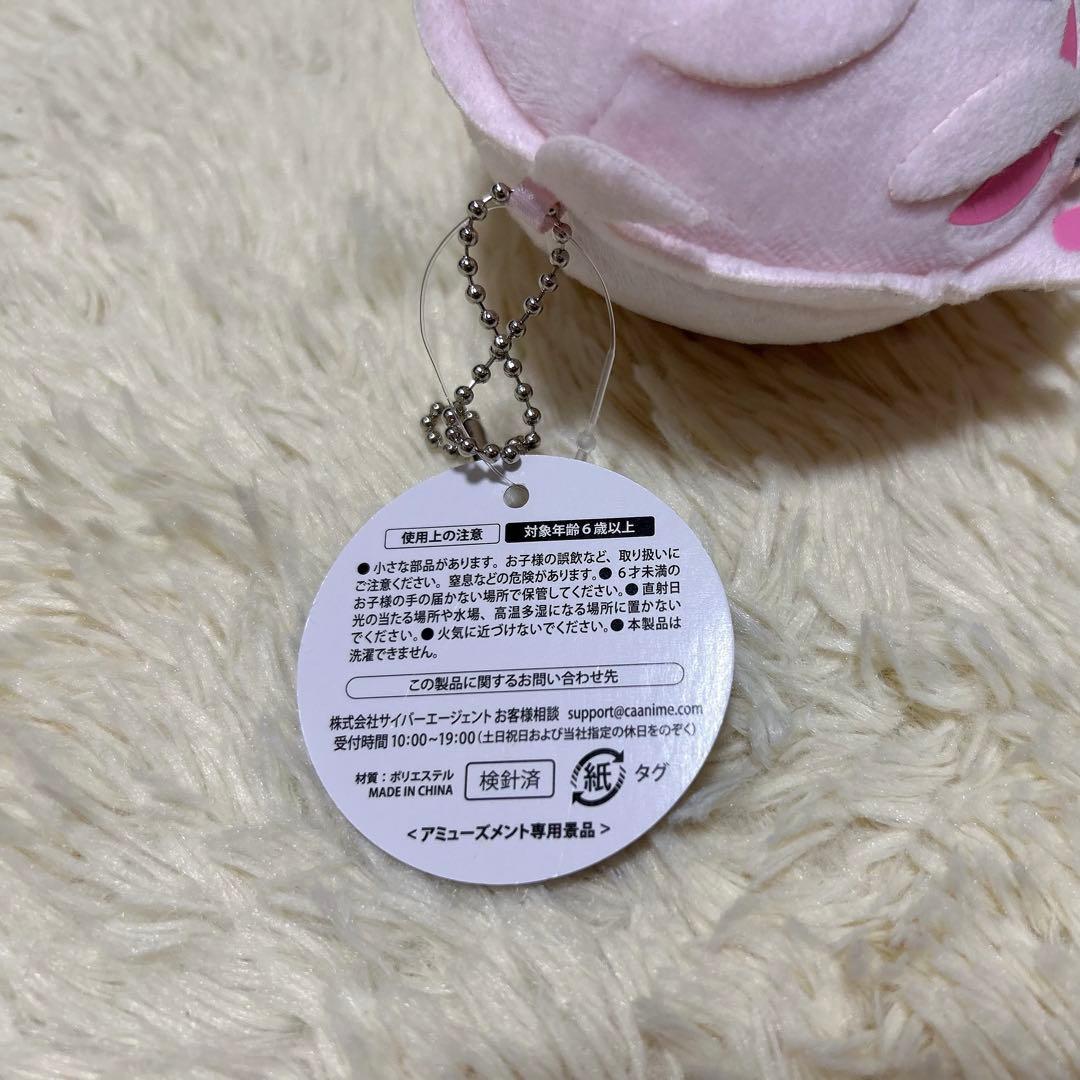 使用上の注意 対象年齢6歳以上
●小さな部品があります。お子様の誤飲など、取り扱いに
ご注意ください。窒息などの危険があります。●6才未満の
お子様の手の届かない場所で保管してください。●直射日
光の当たる場所や水場、高温多湿になる場所に置かない
でください。●火気に近づけないでください。●本製品は
洗濯できません。
この製品に関するお問い合わせ先
株式会社サイバーエージェント お客様相談 support@caanime.com
受付時間 10:00~19:00(土日祝日および当社指定の休日をのぞく)
材質:ポリエステル
MADE IN CHINA
検針済
紙 タグ
<アミューズメント専用景品>